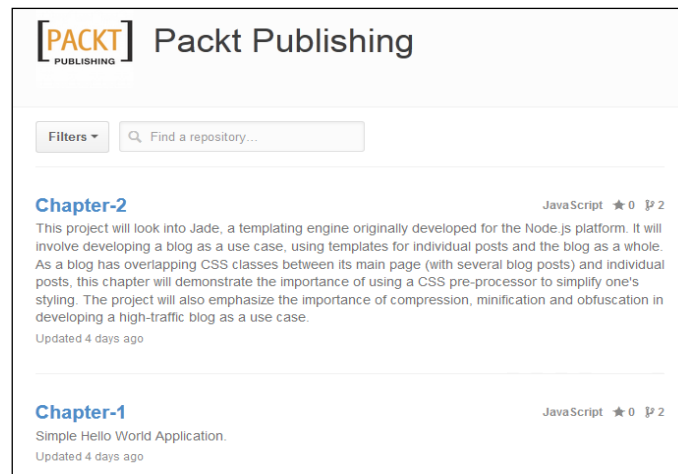 [PACKT] Packt Publishing
PUBLISHING
Filters
Find a repository...
Chapter-2 JavaScript 0 2
This project will look into Jade, a templating engine originally developed for the Node.js platform. It will
involve developing a blog as a use case, using templates for individual posts and the blog as a whole.
As a blog has overlapping CSS classes between its main page (with several blog posts) and individual
posts, this chapter will demonstrate the importance of using a CSS pre-processor to simplify one's
styling. The project will also emphasize the importance of compression, minification and obfuscation in
developing a high-traffic blog as a use case.
Updated 4 days ago
Chapter-1 JavaScript 0 2
Simple Hello World Application.
Updated 4 days ago